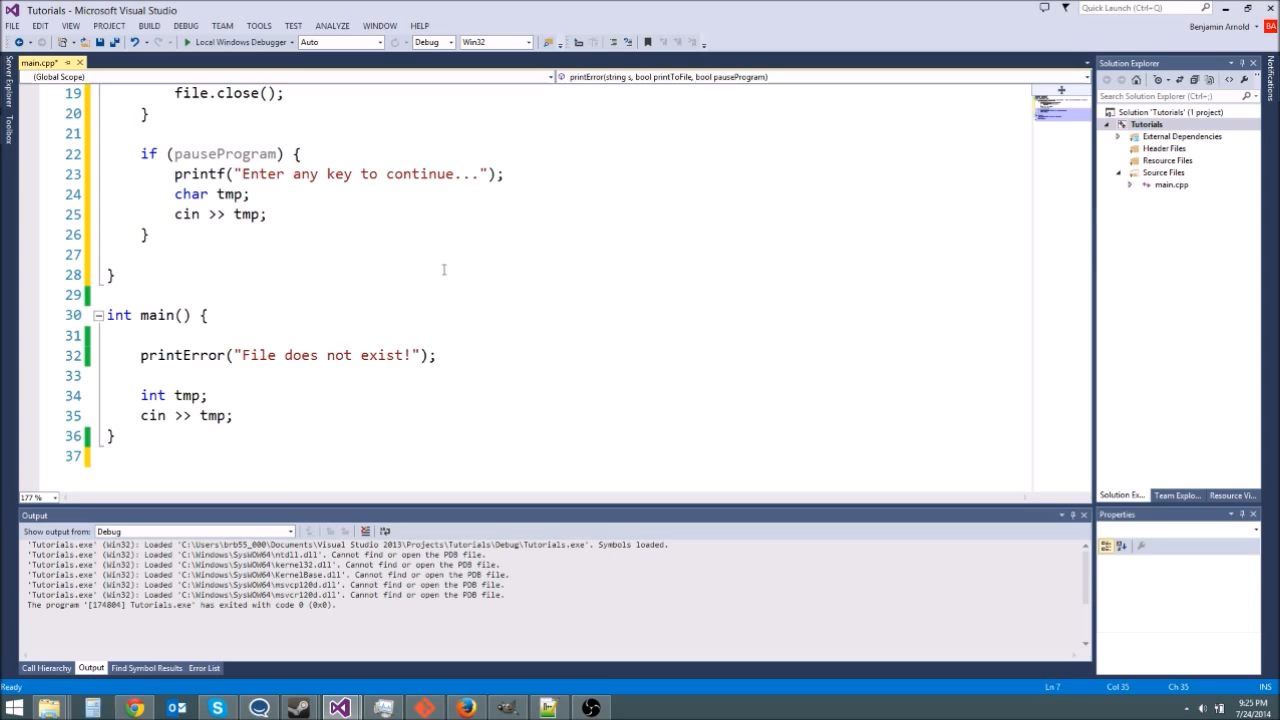 Tutorials - Microsoft Visual Studio
Quick Launch (Ctrl+Q)
FILE EDIT VIEW PROJECT BUILD DEBUG TEAM TOOLS TEST ANALYZE WINDOW HELP
Benjamin Arnold BA
Local Windows Debugger Auto Debug Win32
main.cpp*
(Global Scope) printError(string s, bool printToFile, bool pauseProgram)
Server Explorer
Toolbox
19 file.close();
20 }
21
22 if (pauseProgram) {
23 printf("Enter any key to continue...");
24 char tmp;
25 cin >> tmp;
26 }
27
28 }
29
30 int main() {
31
32 printError("File does not exist!");
33
34 int tmp;
35 cin >> tmp;
36 }
37
177 %
Solution Explorer
Search Solution Explorer (Ctrl+;)
Solution 'Tutorials' (1 project)
Tutorials
External Dependencies
Header Files
Resource Files
Source Files
main.cpp
Notifications
Solution Ex... Team Explo... Resource Vi...
Properties
Output
Show output from: Debug
'Tutorials.exe' (Win32): Loaded 'C:\Users\brb55_000\Documents\Visual Studio 2013\Projects\Tutorials\Debug\Tutorials.exe'. Symbols loaded.
'Tutorials.exe' (Win32): Loaded 'C:\Windows\SysWOW64\ntdll.dll'. Cannot find or open the PDB file.
'Tutorials.exe' (Win32): Loaded 'C:\Windows\SysWOW64\kernel32.dll'. Cannot find or open the PDB file.
'Tutorials.exe' (Win32): Loaded 'C:\Windows\SysWOW64\KernelBase.dll'. Cannot find or open the PDB file.
'Tutorials.exe' (Win32): Loaded 'C:\Windows\SysWOW64\msvcp120d.dll'. Cannot find or open the PDB file.
'Tutorials.exe' (Win32): Loaded 'C:\Windows\SysWOW64\msvcr120d.dll'. Cannot find or open the PDB file.
The program '[174804] Tutorials.exe' has exited with code 0 (0x0).
Call Hierarchy Output Find Symbol Results Error List
Ready Ln 7 Col 35 Ch 35 INS
9:25 PM
7/24/2014